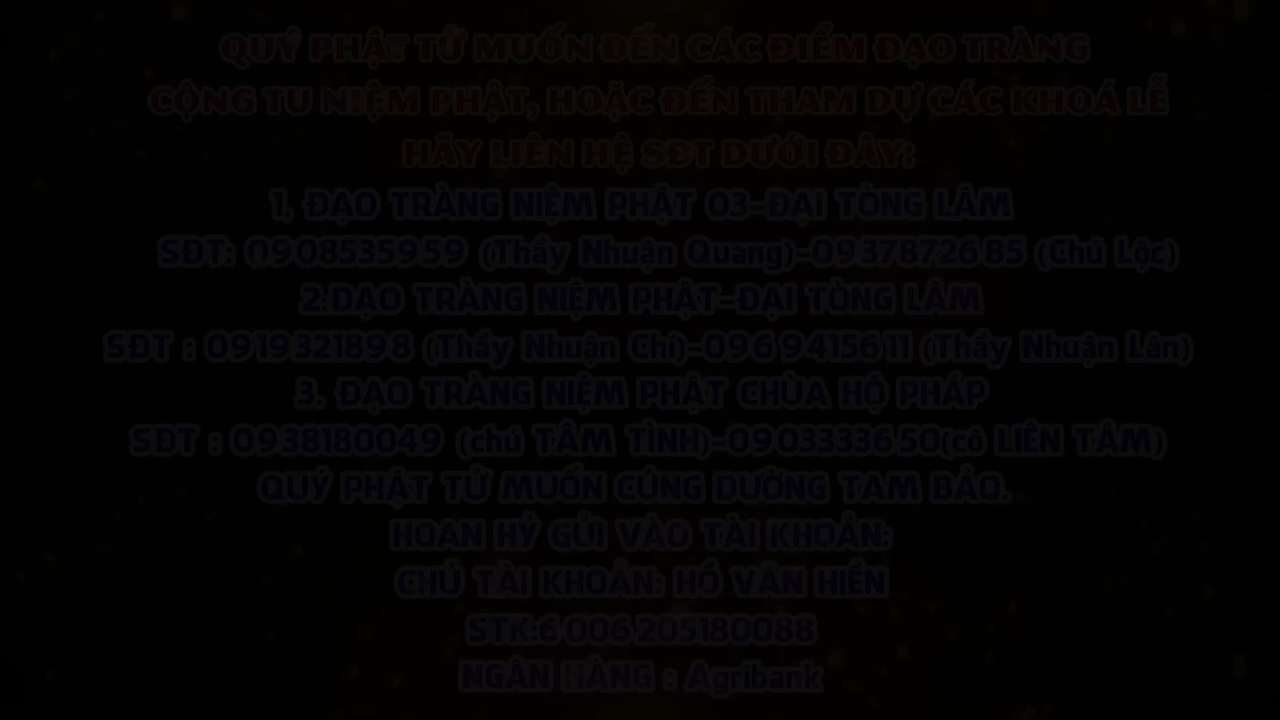 QUÝ PHẬT TỬ MUỐN ĐẾN CÁC ĐIỂM ĐẠO TRÀNG
CỘNG TU NIỆM PHẬT, HOẶC ĐẾN THAM DỰ CÁC KHOÁ LỄ
HÃY LIÊN HỆ SĐT DƯỚI ĐÂY:
1, ĐẠO TRÀNG NIỆM PHẬT 03-ĐẠI TÒNG LÂM
SĐT: 0908535959 (Thầy Nhuận Quang)-0937872685 (Chú Lộc)
2.ĐẠO TRÀNG NIỆM PHẬT-ĐẠI TÒNG LÂM
SĐT : 0919321898 (Thầy Nhuận Chí)-0969415611 (Thầy Nhuận Lân)
3, ĐẠO TRÀNG NIỆM PHẬT CHÙA HỘ PHÁP
SĐT : 0938180049 (chú TÂM TỊNH)-0903333650(cô LIÊN TÂM)
QUÝ PHẬT TỬ MUỐN CÚNG DƯỜNG TAM BẢO.
HOAN HỶ GỬI VÀO TÀI KHOẢN:
CHỦ TÀI KHOẢN: HỒ VĂN HIỀN
STK:6006205180088
NGÂN HÀNG : Agribank